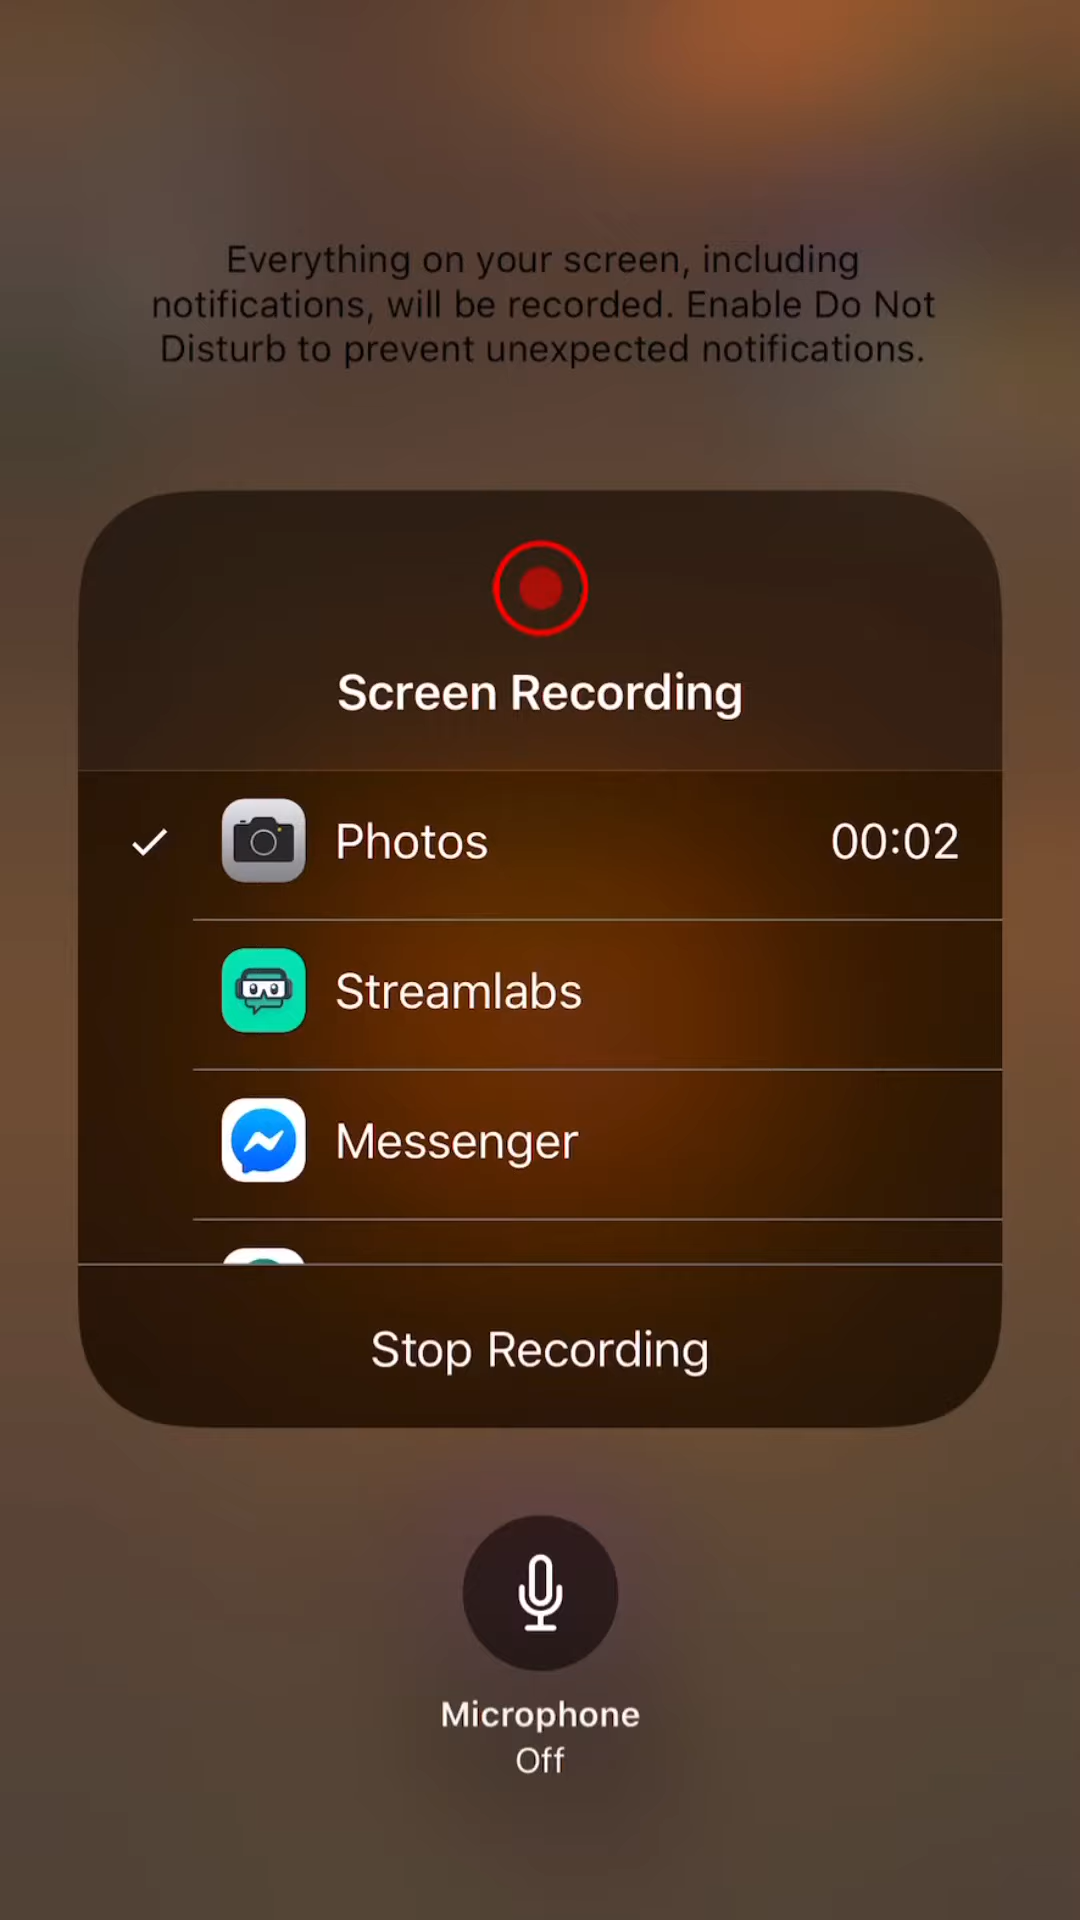 Everything on your screen, including
notifications, will be recorded. Enable Do Not
Disturb to prevent unexpected notifications.
Screen Recording
Photos 00:02
Streamlabs
Messenger
Stop Recording
Microphone
Off